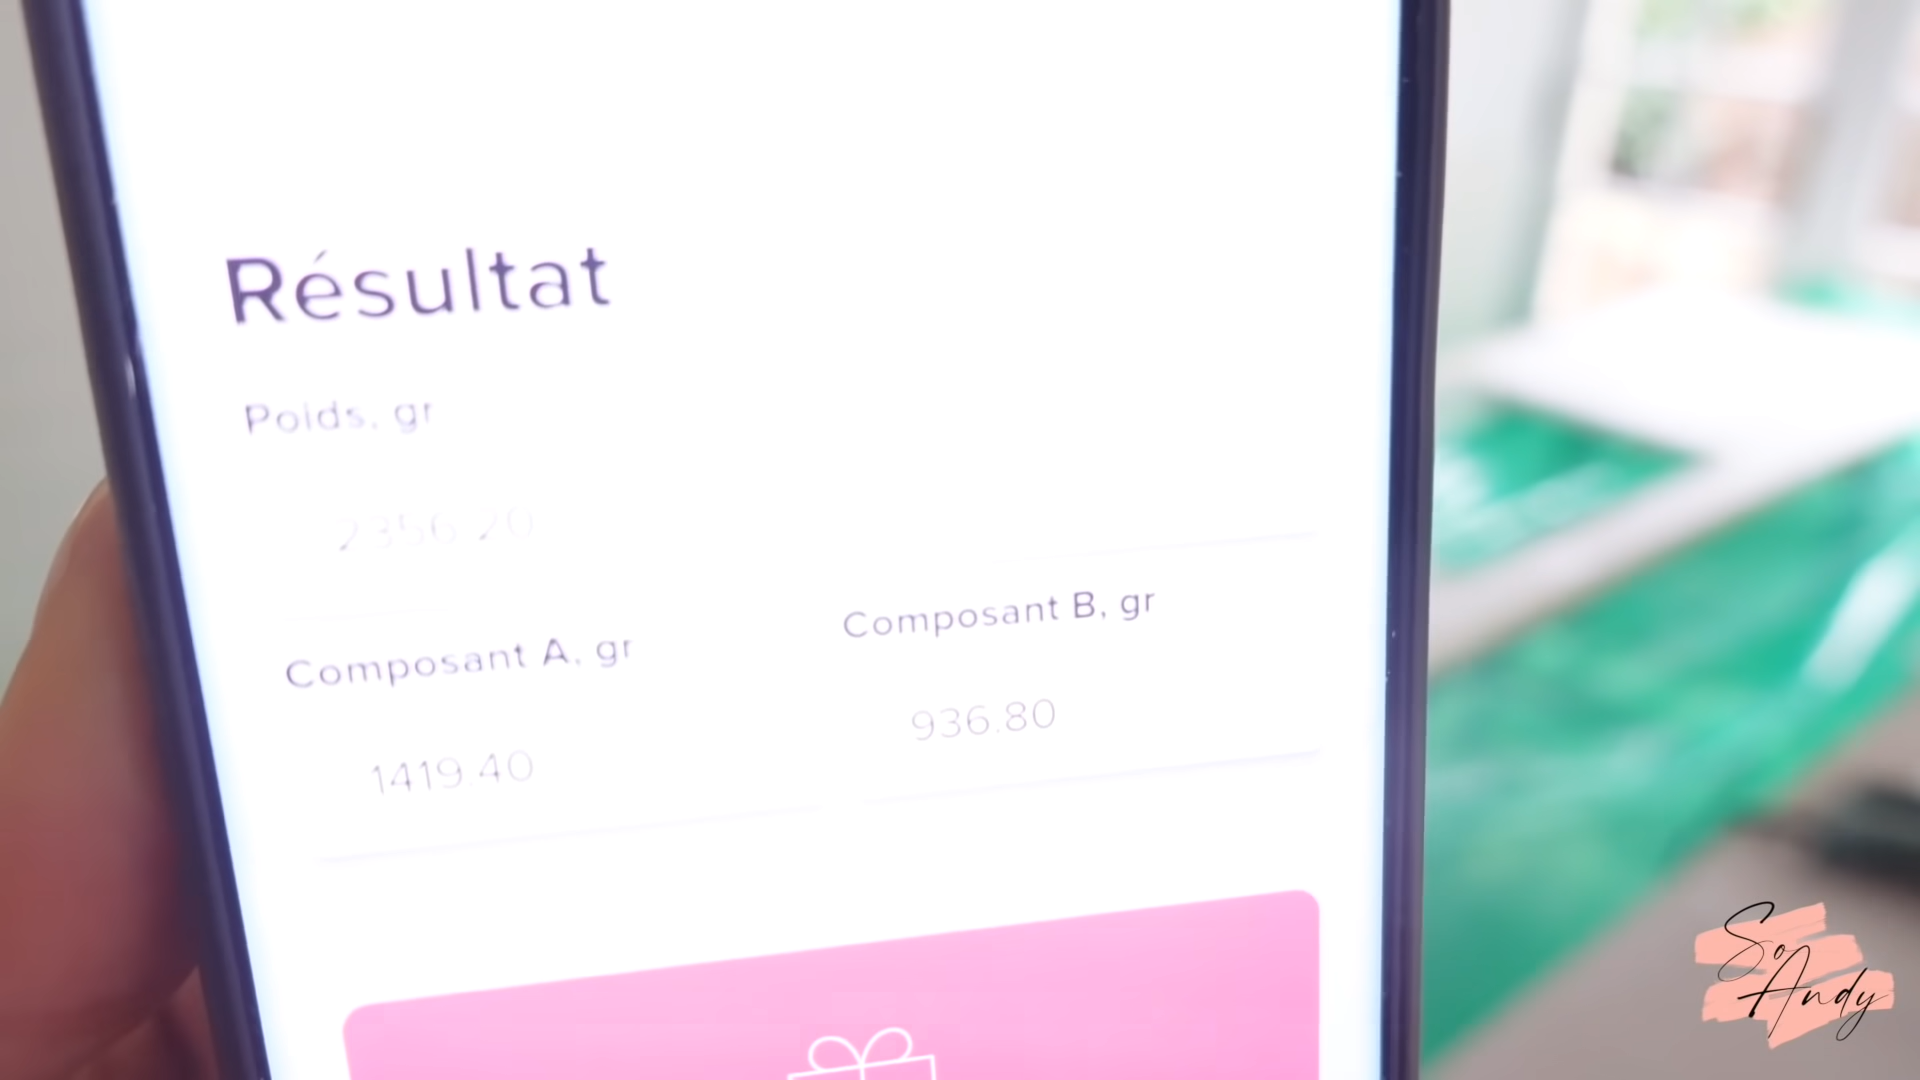 Résultat
Poids, gr
2356.20
Composant A, gr
Composant B, gr
1419.40
936.80
So
Andy